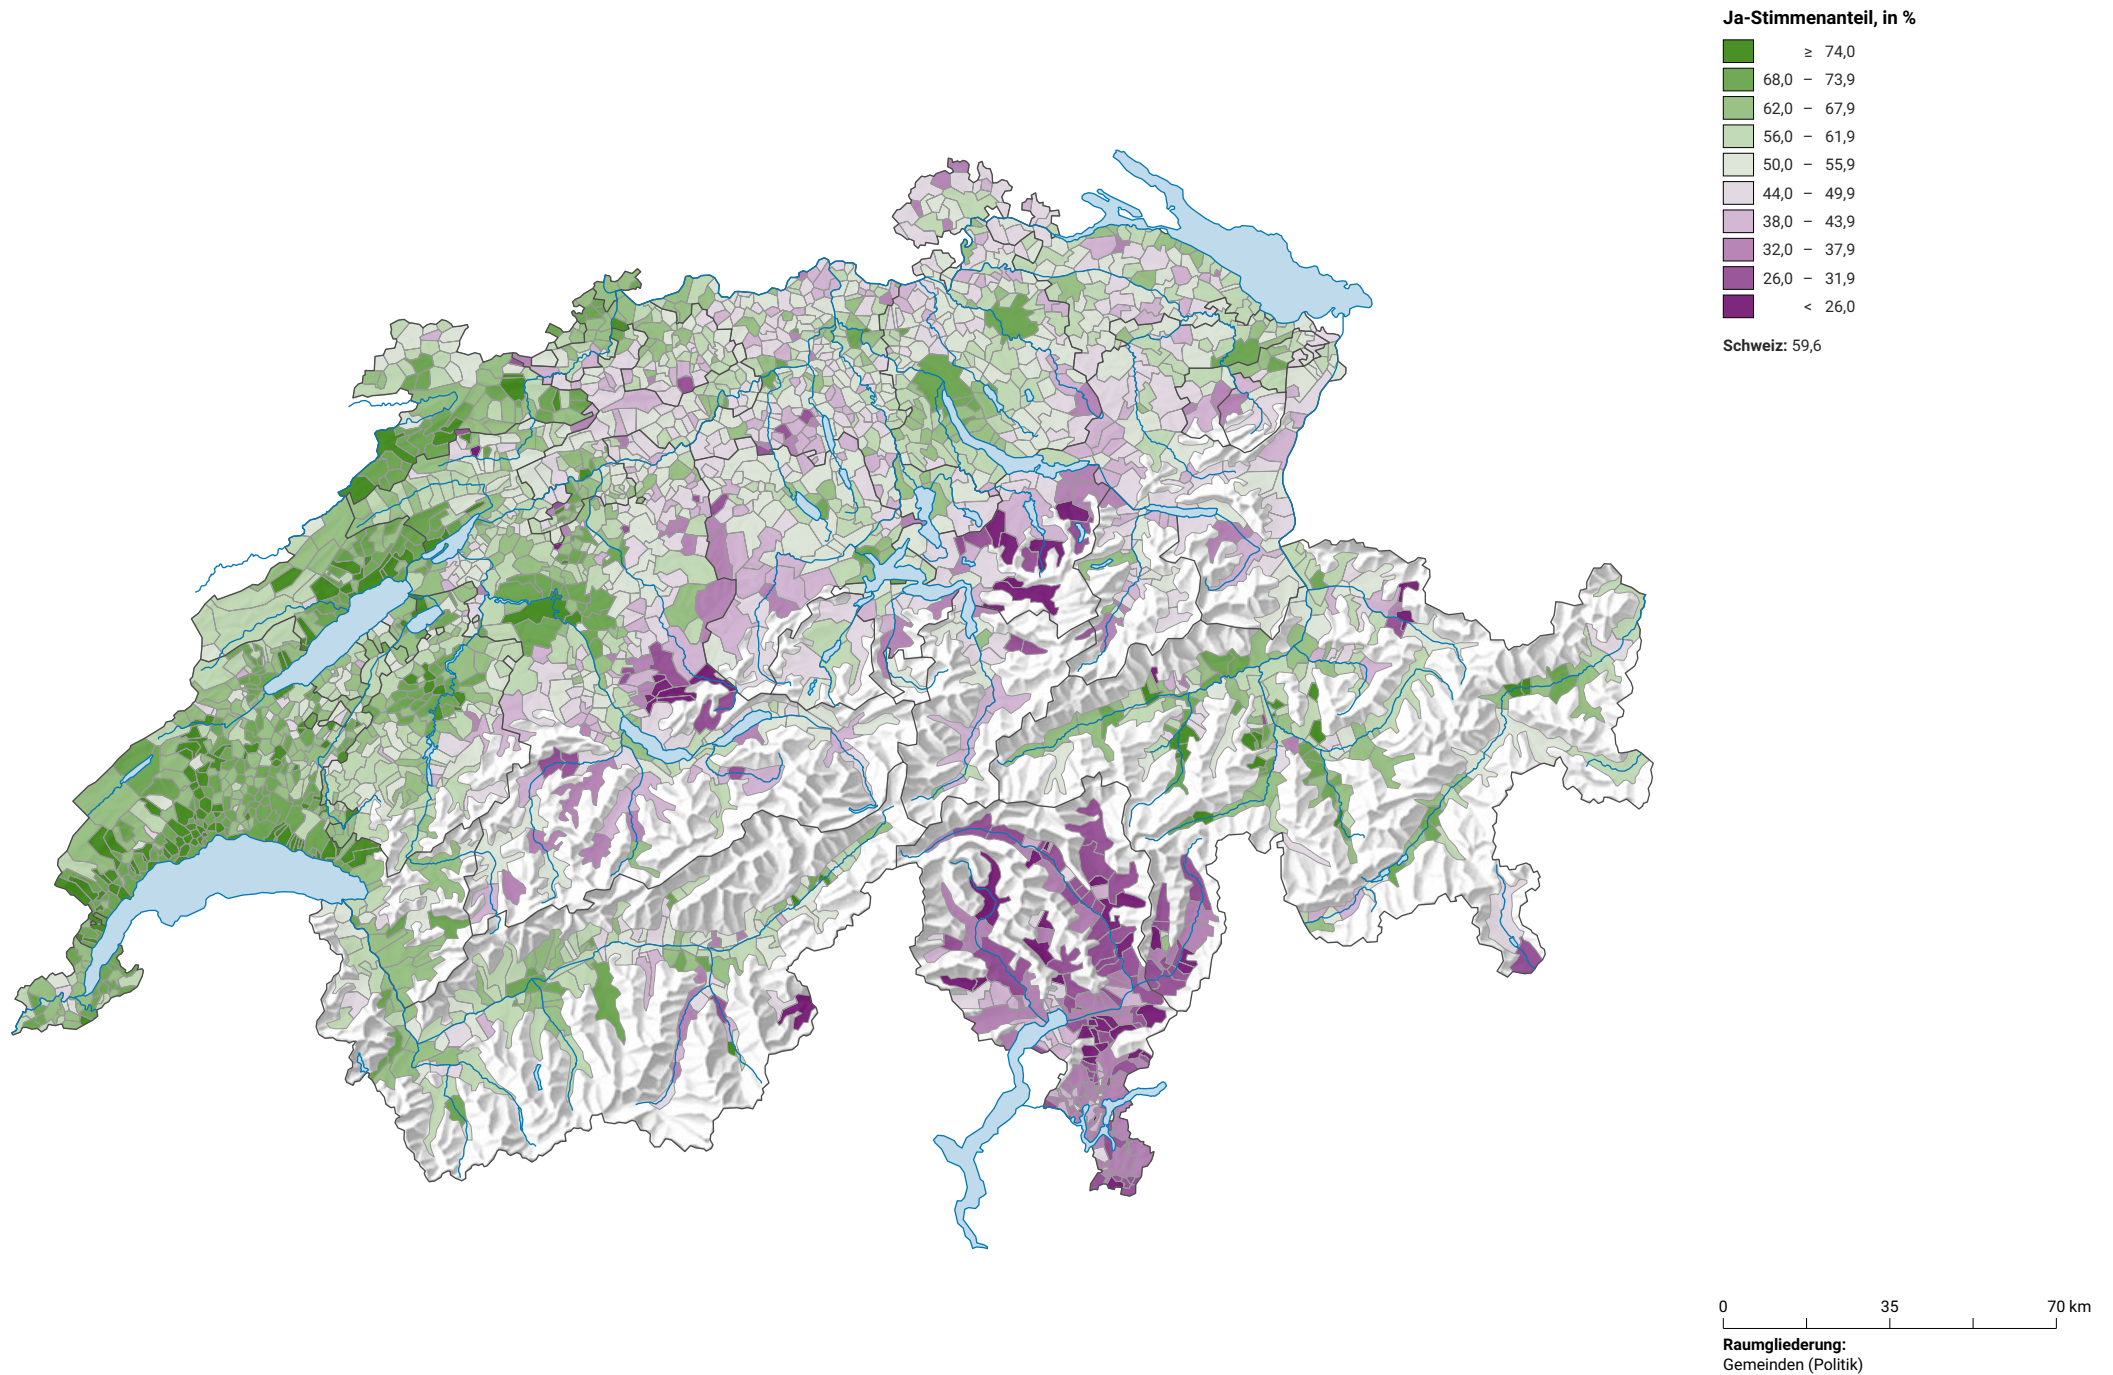 Ja-Stimmenanteil, in %
≥ 74,0
68,0 – 73,9
62,0 – 67,9
56,0 – 61,9
50,0 – 55,9
44,0 – 49,9
38,0 – 43,9
32,0 – 37,9
26,0 – 31,9
< 26,0
Schweiz: 59,6
0 35 70 km
Raumgliederung:
Gemeinden (Politik)